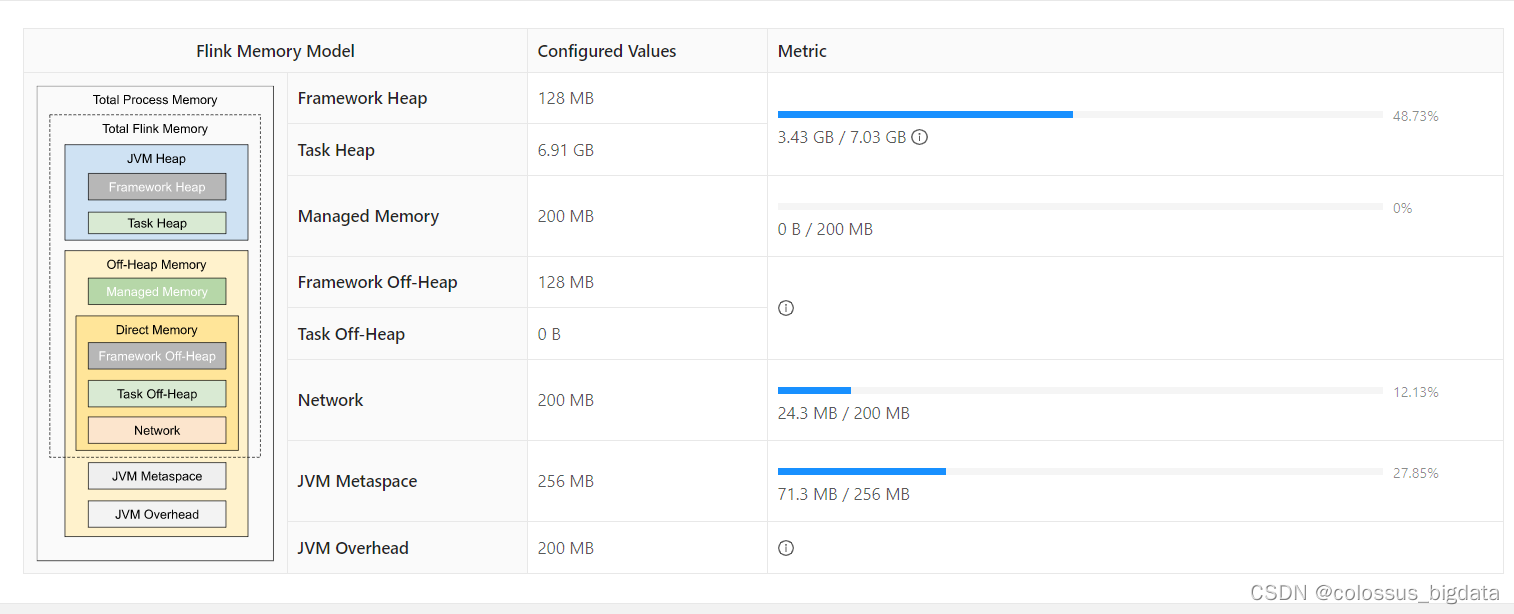 Flink Memory Model Configured Values Metric
Total Process Memory
Total Flink Memory
JVM Heap
Framework Heap
Task Heap
Off-Heap Memory
Managed Memory
Direct Memory
Framework Off-Heap
Task Off-Heap
Network
JVM Metaspace
JVM Overhead
Framework Heap 128 MB
Task Heap 6.91 GB
48.73%
3.43 GB / 7.03 GB
Managed Memory 200 MB
0%
0 B / 200 MB
Framework Off-Heap 128 MB
Task Off-Heap 0 B
Network 200 MB
12.13%
24.3 MB / 200 MB
JVM Metaspace 256 MB
27.85%
71.3 MB / 256 MB
JVM Overhead 200 MB
CSDN @colossus_bigdata